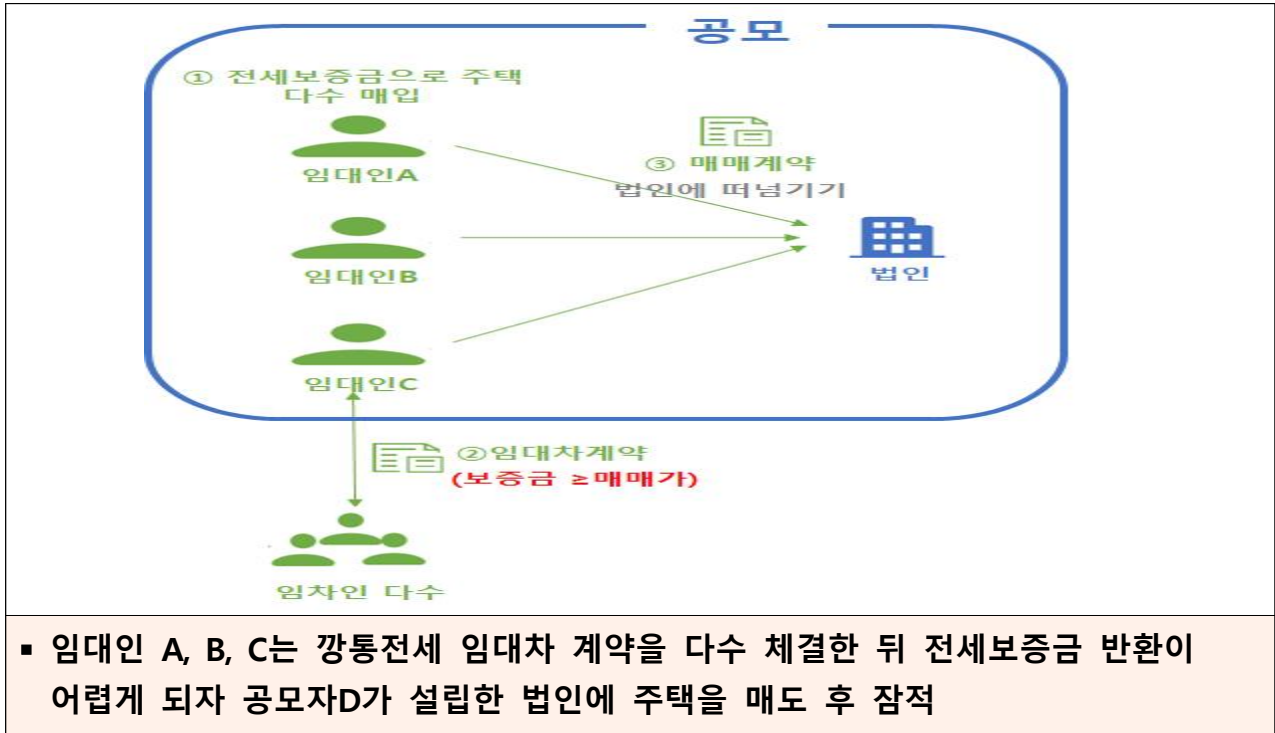 공모
① 전세보증금으로 주택
다수 매입
임대인A
③ 매매계약
법인에 떠넘기기
임대인B
법인
임대인C
②임대차계약
(보증금 ≥매매가)
임차인 다수
▪ 임대인 A, B, C는 깡통전세 임대차 계약을 다수 체결한 뒤 전세보증금 반환이
어렵게 되자 공모자D가 설립한 법인에 주택을 매도 후 잠적